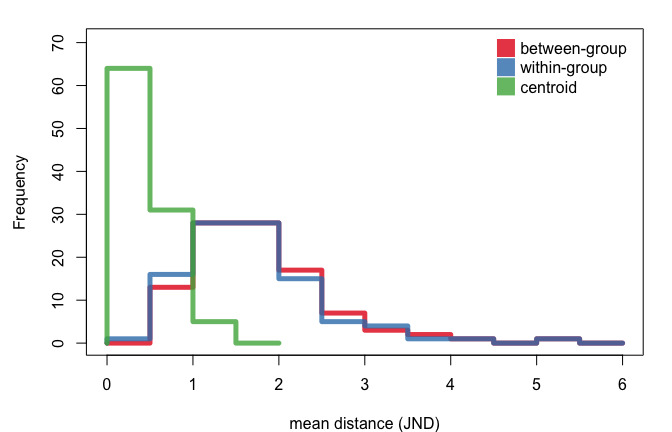 between-group
within-group
centroid
Frequency
70
60
50
40
30
20
10
0
0 1 2 3 4 5 6
mean distance (JND)